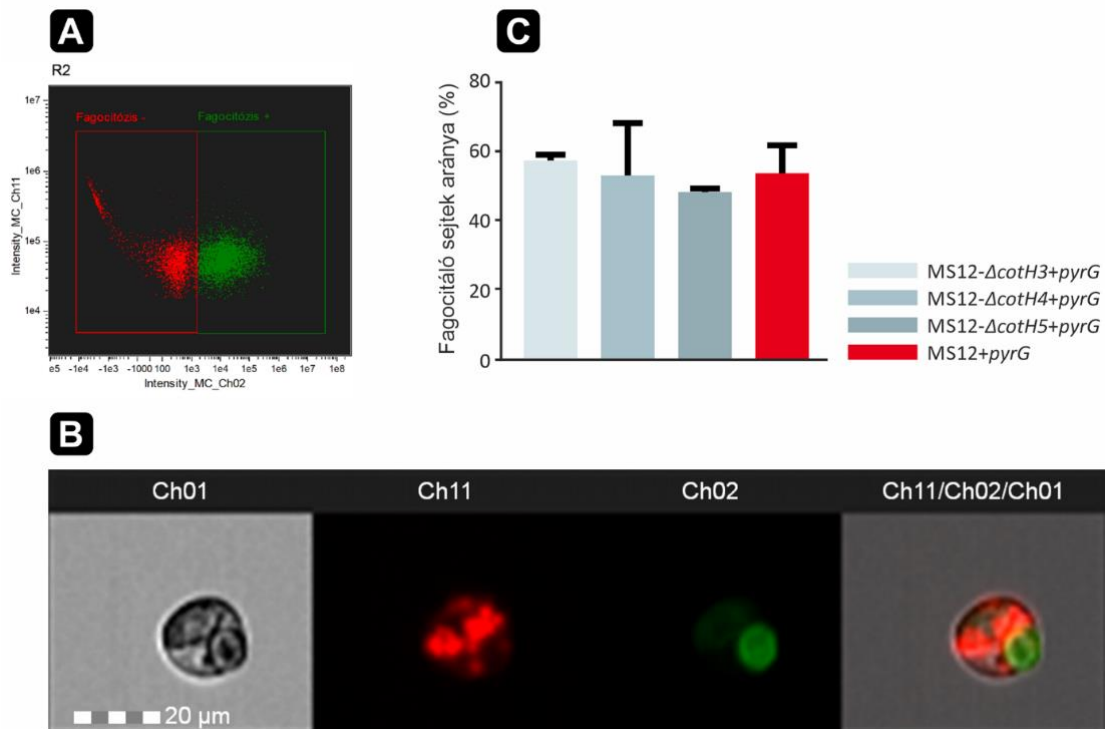 A
R2
Fagocitózis -
Fagocitózis +
1e7
1e6
1e5
1e4
Intensity_MC_Ch11
e5 -1e4 -1e3 -1000 100 1e3 1e4 1e5 1e6 1e7 1e8
Intensity_MC_Ch02
C
Fagocitáló sejtek aránya (%)
80
60
40
20
0
MS12-ΔcotH3+pyrG
MS12-ΔcotH4+pyrG
MS12-ΔcotH5+pyrG
MS12+pyrG
B
Ch01
Ch11
Ch02
Ch11/Ch02/Ch01
20 µm